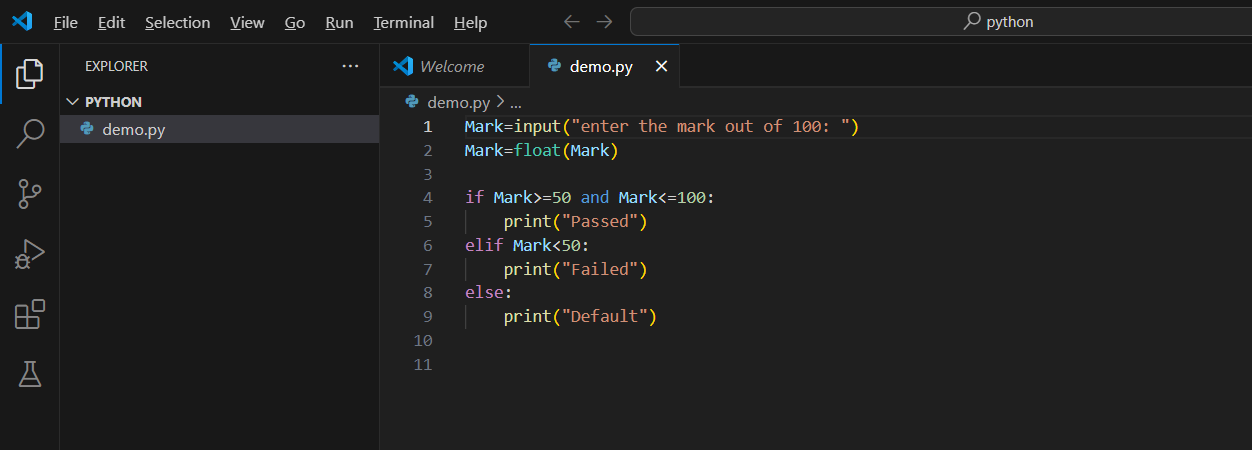 File Edit Selection View Go Run Terminal Help python
EXPLORER ...
PYTHON
demo.py
Welcome demo.py
demo.py > ...
1 Mark=input("enter the mark out of 100: ")
2 Mark=float(Mark)
3
4 if Mark>=50 and Mark<=100:
5     print("Passed")
6 elif Mark<50:
7     print("Failed")
8 else:
9     print("Default")
10
11